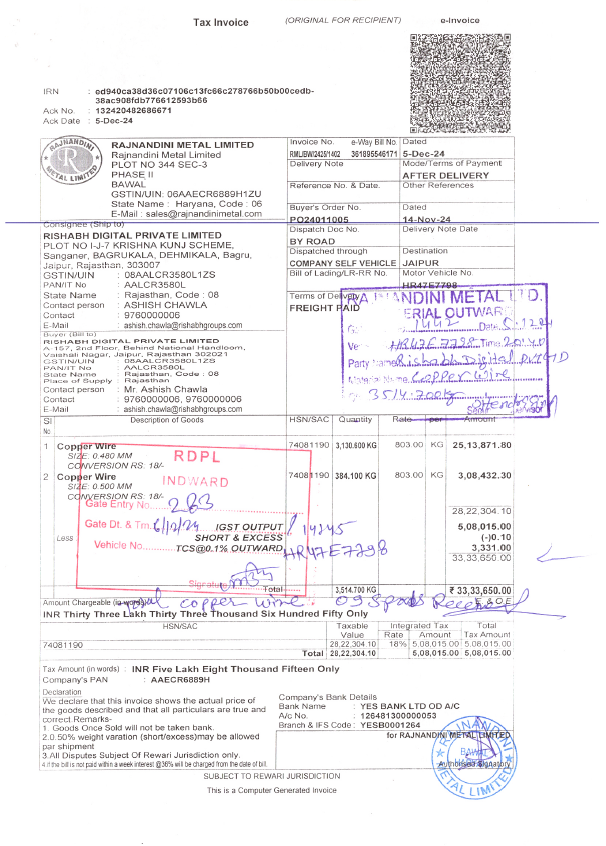 Tax Invoice (ORIGINAL FOR RECIPIENT) e-Invoice
IRN : ed940ca38d36c07106c13fc66c278766b50b00cedb-
38ac908fdb776612593b66
Ack No. : 132420482686671
Ack Date : 5-Dec-24
RAJNANDINI METAL LIMITED
RAJNANDINI METAL LIMITED
Rajnandini Metal Limited
PLOT NO 344 SEC-3
PHASE II
BAWAL
GSTIN/UIN: 06AAECR6889H1ZU
State Name : Haryana, Code : 06
E-Mail : sales@rajnandinimetal.com
Invoice No. e-Way Bill No. Dated
RML/BW/2425/1402 361895546171 5-Dec-24
Delivery Note Mode/Terms of Payment
AFTER DELIVERY
Reference No. & Date. Other References
Buyer's Order No. Dated
PO24011005 14-Nov-24
Dispatch Doc No. Delivery Note Date
BY ROAD
Dispatched through Destination
COMPANY SELF VEHICLE JAIPUR
Bill of Lading/LR-RR No. Motor Vehicle No.
HR47E7798
Terms of Delivery
FREIGHT PAID
Consignee (Ship to)
RISHABH DIGITAL PRIVATE LIMITED
PLOT NO I-J-7 KRISHNA KUNJ SCHEME,
Sanganer, BAGRUKALA, DEHMIKALA, Bagru,
Jaipur, Rajasthan, 303007
GSTIN/UIN : 08AALCR3580L1ZS
PAN/IT No : AALCR3580L
State Name : Rajasthan, Code : 08
Contact person : ASHISH CHAWLA
Contact : 9760000006
E-Mail : ashish.chawla@rishabhgroups.com
Buyer (Bill to)
RISHABH DIGITAL PRIVATE LIMITED
A-157, 2nd Floor, Behind National Handloom,
Vaishali Nagar, Jaipur, Rajasthan 302021
GSTIN/UIN : 08AALCR3580L1ZS
PAN/IT No : AALCR3580L
State Name : Rajasthan, Code : 08
Place of Supply : Rajasthan
Contact person : Mr. Ashish Chawla
Contact : 9760000006, 9760000006
E-Mail : ashish.chawla@rishabhgroups.com
RAJNANDINI METAL LTD.
MATERIAL OUTWARD
1442 Date 5-12-24
HR47E7798 Time 20:40
Party Name Rishabh Digital Pvt LTD
Material Name Copper Wire
3514.700kg
Supervisor
Sl No Description of Goods HSN/SAC Quantity Rate per Amount
1 Copper Wire 74081190 3,130.600 KG 803.00 KG 25,13,871.80
SIZE: 0.480 MM
CONVERSION RS: 18/-
2 Copper Wire 74081190 384.100 KG 803.00 KG 3,08,432.30
SIZE: 0.500 MM
CONVERSION RS: 18/-
28,22,304.10
IGST OUTPUT 5,08,015.00
Less SHORT & EXCESS (-)0.10
TCS@0.1% OUTWARD 3,331.00
33,33,650.00
RDPL
INWARD
Gate Entry No. 283
Gate Dt. & Tm. 6/12/24 / 14245
Vehicle No. HR47E7798
Signature
Total 3,514.700 KG ₹ 33,33,650.00
Amount Chargeable (in words) E. & O.E
copper wire 09 Spools Received
INR Thirty Three Lakh Thirty Three Thousand Six Hundred Fifty Only
HSN/SAC Taxable Value Integrated Tax Rate Amount Total Tax Amount
74081190 28,22,304.10 18% 5,08,015.00 5,08,015.00
Total 28,22,304.10 5,08,015.00 5,08,015.00
Tax Amount (in words) : INR Five Lakh Eight Thousand Fifteen Only
Company's PAN : AAECR6889H
Declaration
We declare that this invoice shows the actual price of
the goods described and that all particulars are true and
correct.Remarks-
1. Goods Once Sold will not be taken bank.
2.0.50% weight varation (short/excess)may be allowed
par shipment
3.All Disputes Subject Of Rewari Jurisdiction only.
4.if the bill is not paid within a week interest @36% will be charged from the date of bill.
Company's Bank Details
Bank Name : YES BANK LTD OD A/C
A/c No. : 126481300000053
Branch & IFS Code : YESB0001264
for RAJNANDINI METAL LIMITED
RAJNANDINI METAL LIMITED
BAWAL
Authorised Signatory
SUBJECT TO REWARI JURISDICTION
This is a Computer Generated Invoice